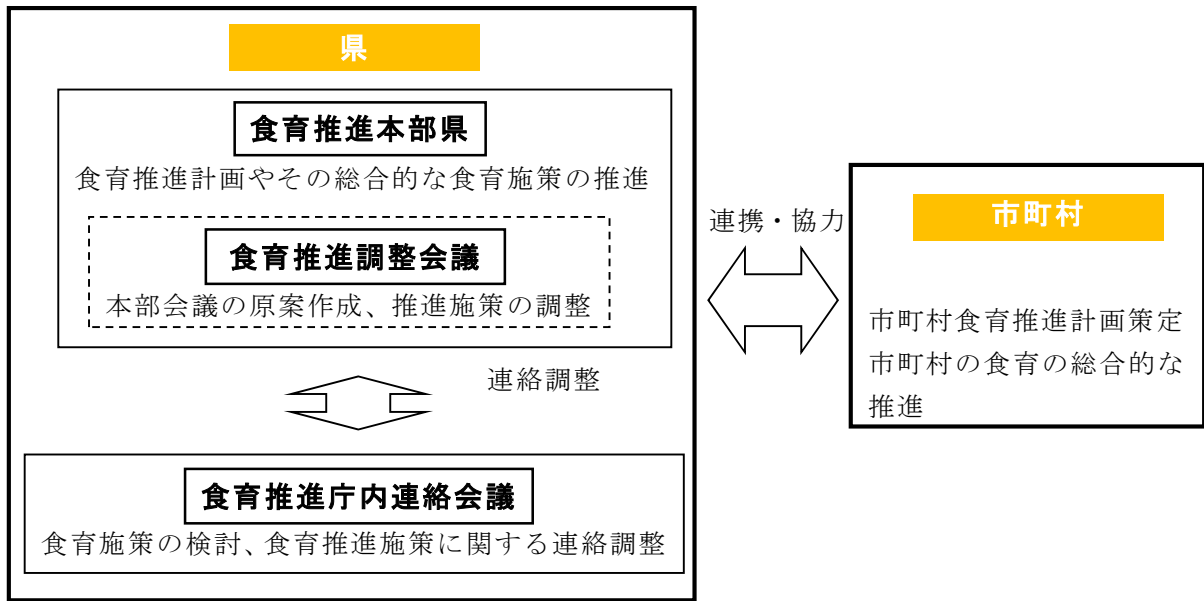 県
食育推進本部県
食育推進計画やその総合的な食育施策の推進
食育推進調整会議
本部会議の原案作成、推進施策の調整
連絡調整
食育推進庁内連絡会議
食育施策の検討、食育推進施策に関する連絡調整
連携・協力
市町村
市町村食育推進計画策定
市町村の食育の総合的な
推進